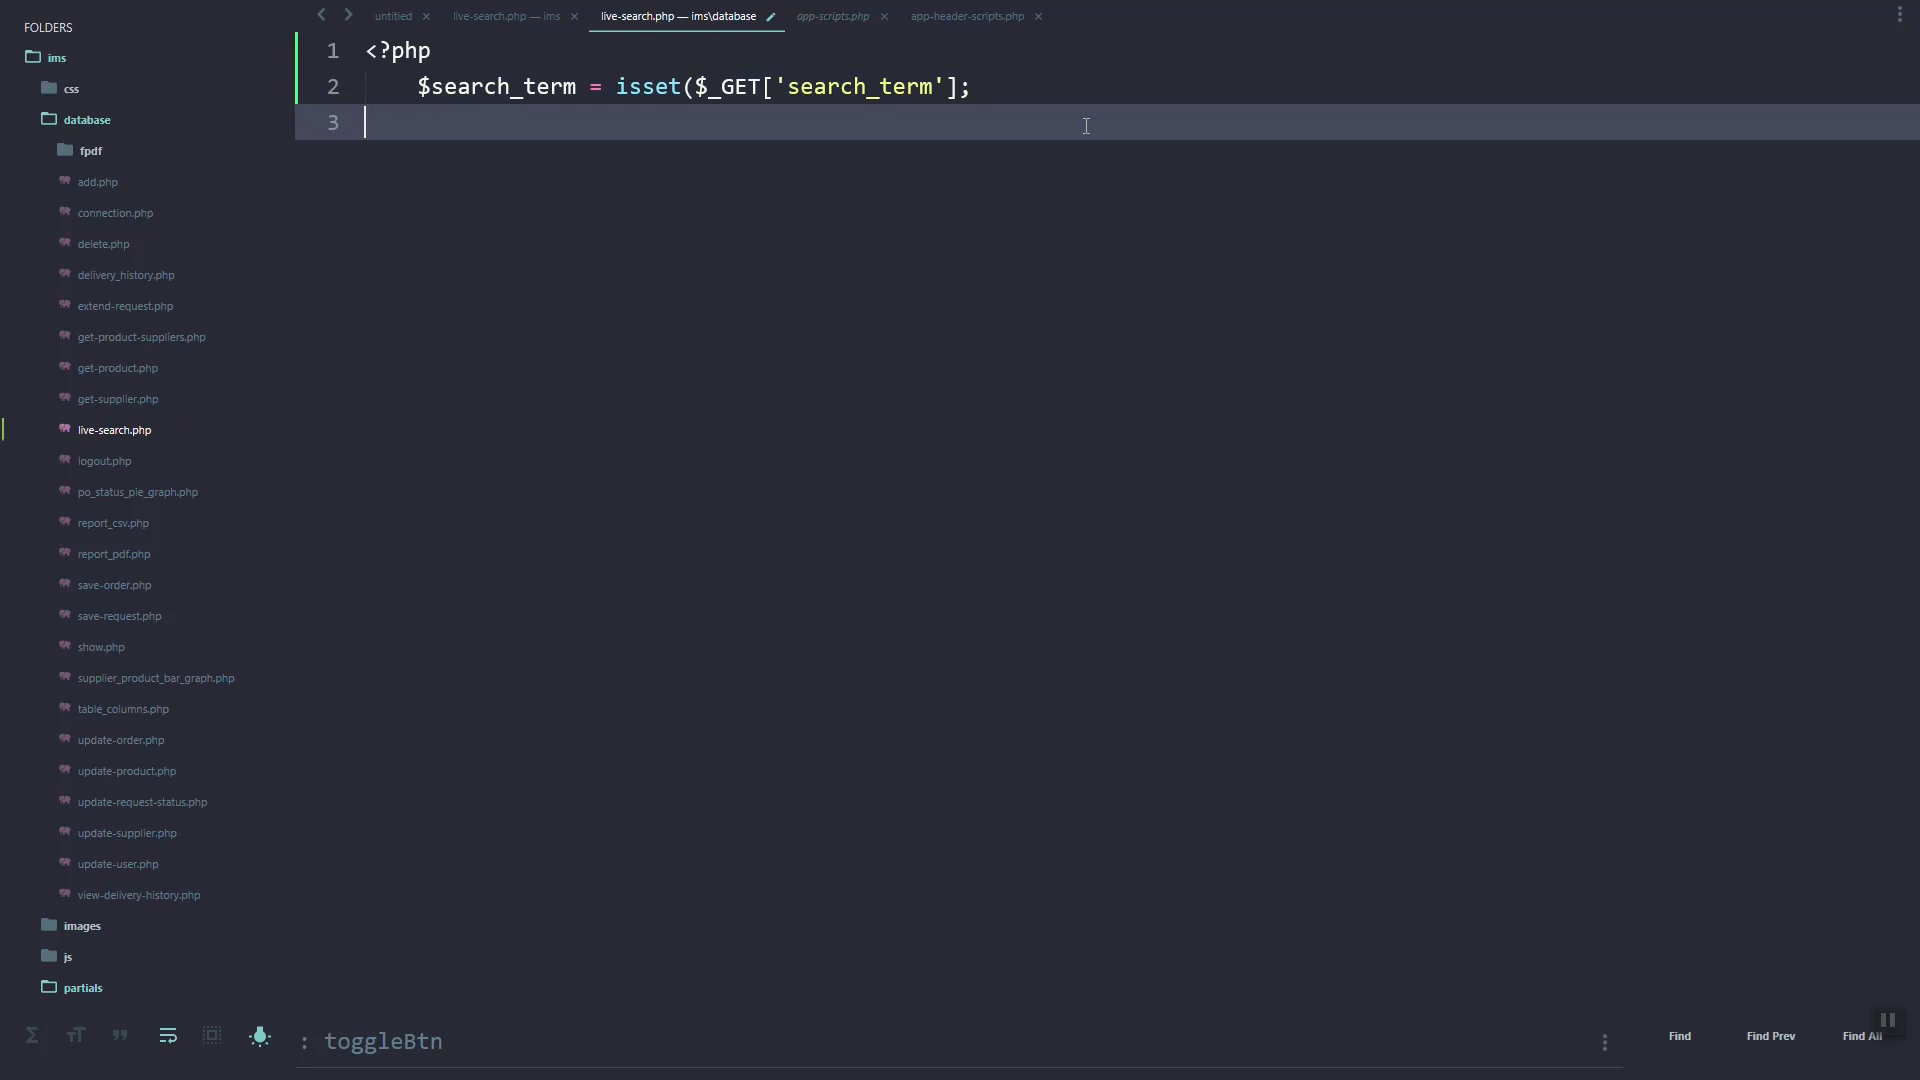 FOLDERS
ims
css
database
fpdf
add.php
connection.php
delete.php
delivery_history.php
extend-request.php
get-product-suppliers.php
get-product.php
get-supplier.php
live-search.php
logout.php
po_status_pie_graph.php
report_csv.php
report_pdf.php
save-order.php
save-request.php
show.php
supplier_product_bar_graph.php
table_columns.php
update-order.php
update-product.php
update-request-status.php
update-supplier.php
update-user.php
view-delivery-history.php
images
js
partials
untitled
live-search.php — ims
live-search.php — ims\database
app-scripts.php
app-header-scripts.php
1 <?php
2 $search_term = isset($_GET['search_term'];
3
: toggleBtn
Find
Find Prev
Find All